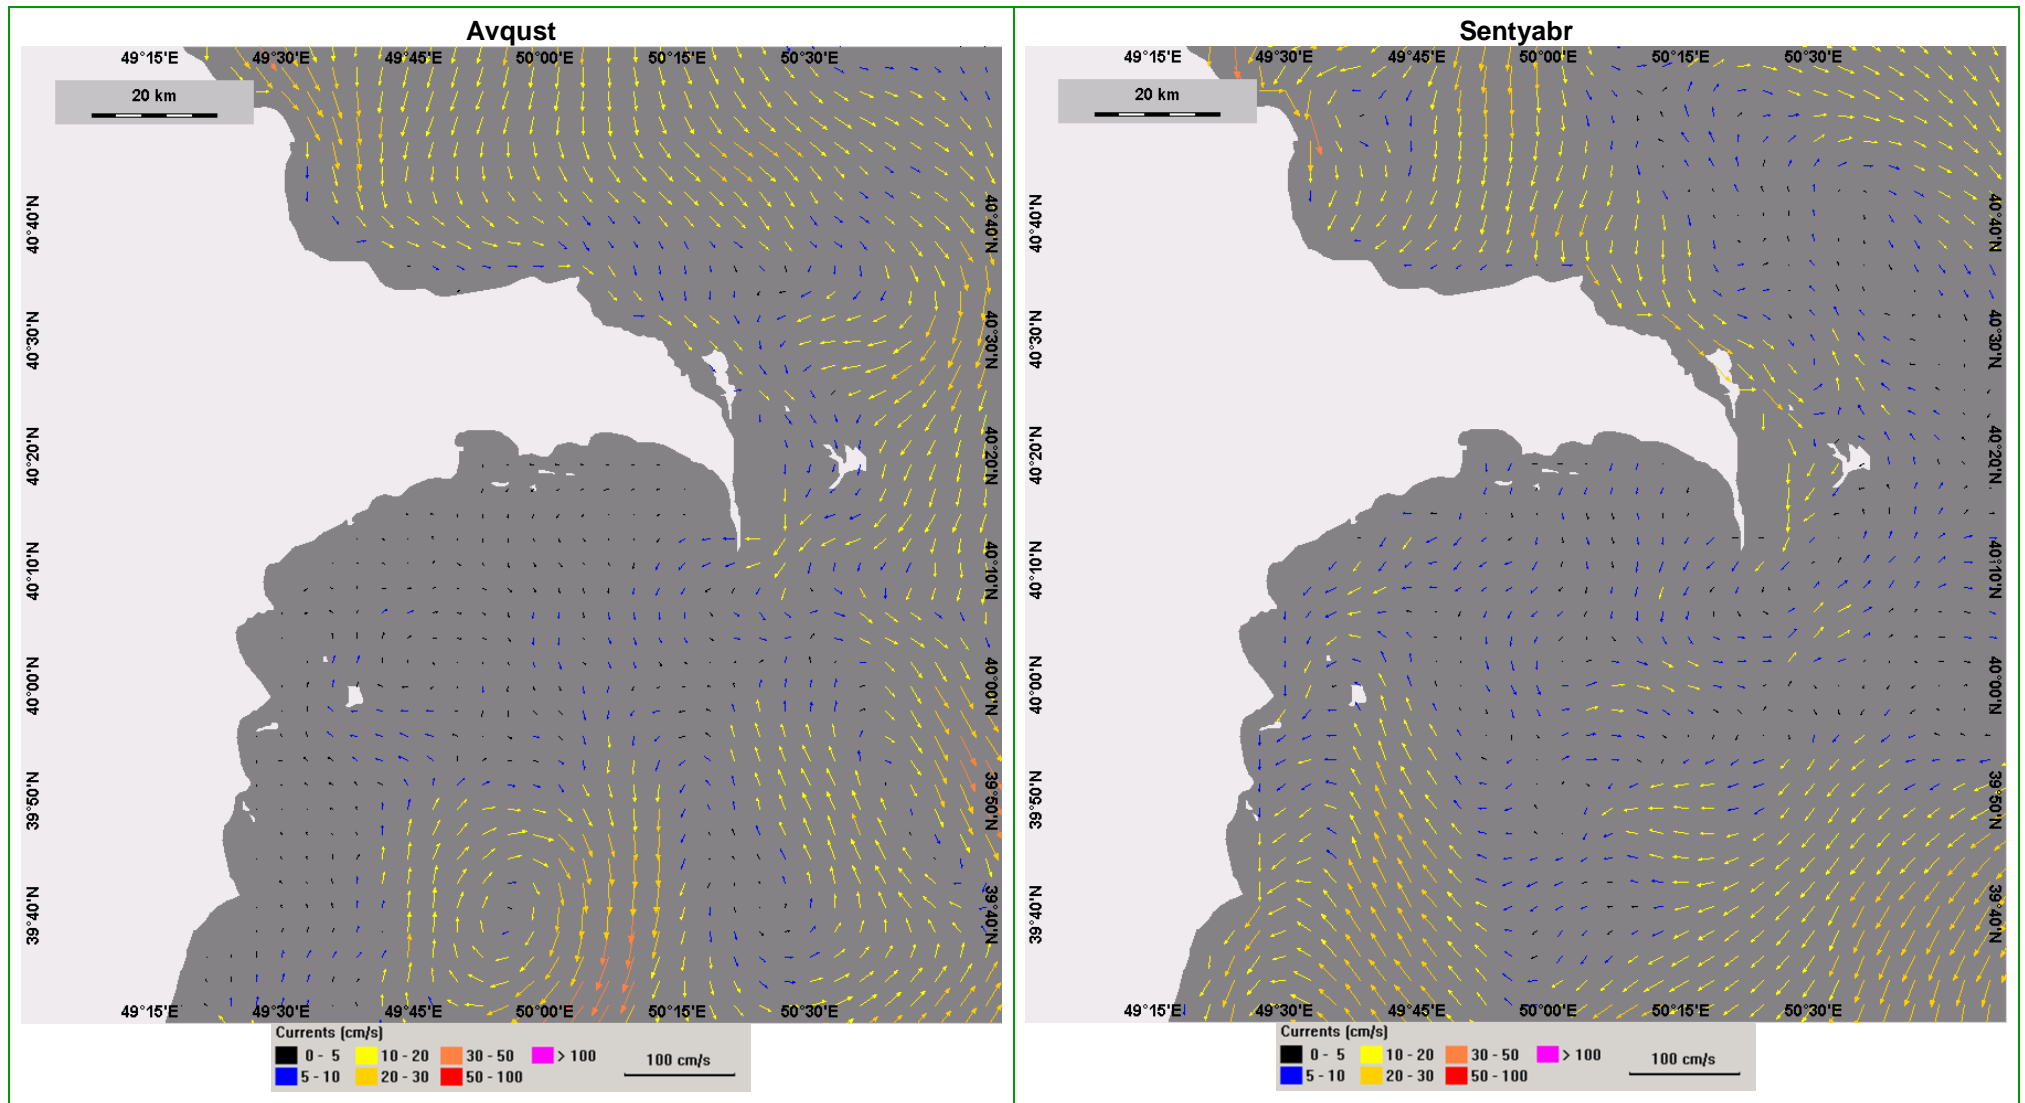 Avqust
49°15'E 49°30'E 49°45'E 50°00'E 50°15'E 50°30'E
20 km
40°40'N 40°40'N
40°30'N 40°30'N
40°20'N 40°20'N
40°10'N 40°10'N
40°00'N 40°00'N
39°50'N 39°50'N
39°40'N 39°40'N
49°15'E 49°30'E 49°45'E 50°00'E 50°15'E 50°30'E
Currents (cm/s)
0 - 5 10 - 20 30 - 50 > 100
5 - 10 20 - 30 50 - 100 100 cm/s
Sentyabr
49°15'E 49°30'E 49°45'E 50°00'E 50°15'E 50°30'E
20 km
40°40'N 40°40'N
40°30'N 40°30'N
40°20'N 40°20'N
40°10'N 40°10'N
40°00'N 40°00'N
39°50'N 39°50'N
39°40'N 39°40'N
49°15'E 49°30'E 49°45'E 50°00'E 50°15'E 50°30'E
Currents (cm/s)
0 - 5 10 - 20 30 - 50 > 100
5 - 10 20 - 30 50 - 100 100 cm/s